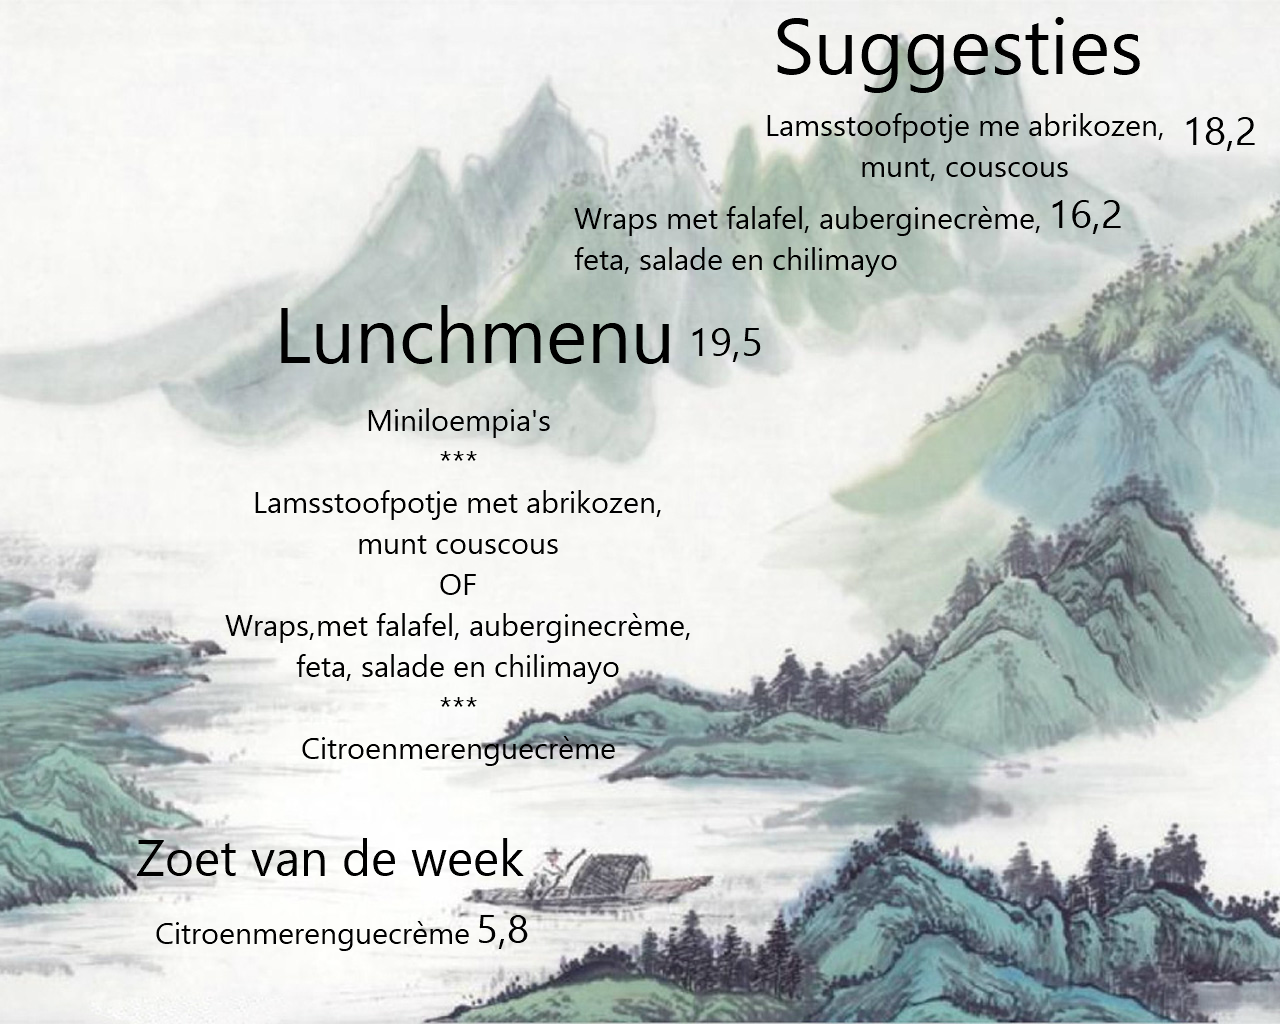 Suggesties
Lamsstoofpotje me abrikozen, 18,2
munt, couscous
Wraps met falafel, auberginecrème, 16,2
feta, salade en chilimayo
Lunchmenu 19,5
Miniloempia's
***
Lamsstoofpotje met abrikozen,
munt couscous
OF
Wraps,met falafel, auberginecrème,
feta, salade en chilimayo
***
Citroenmerenguecrème
Zoet van de week
Citroenmerenguecrème 5,8